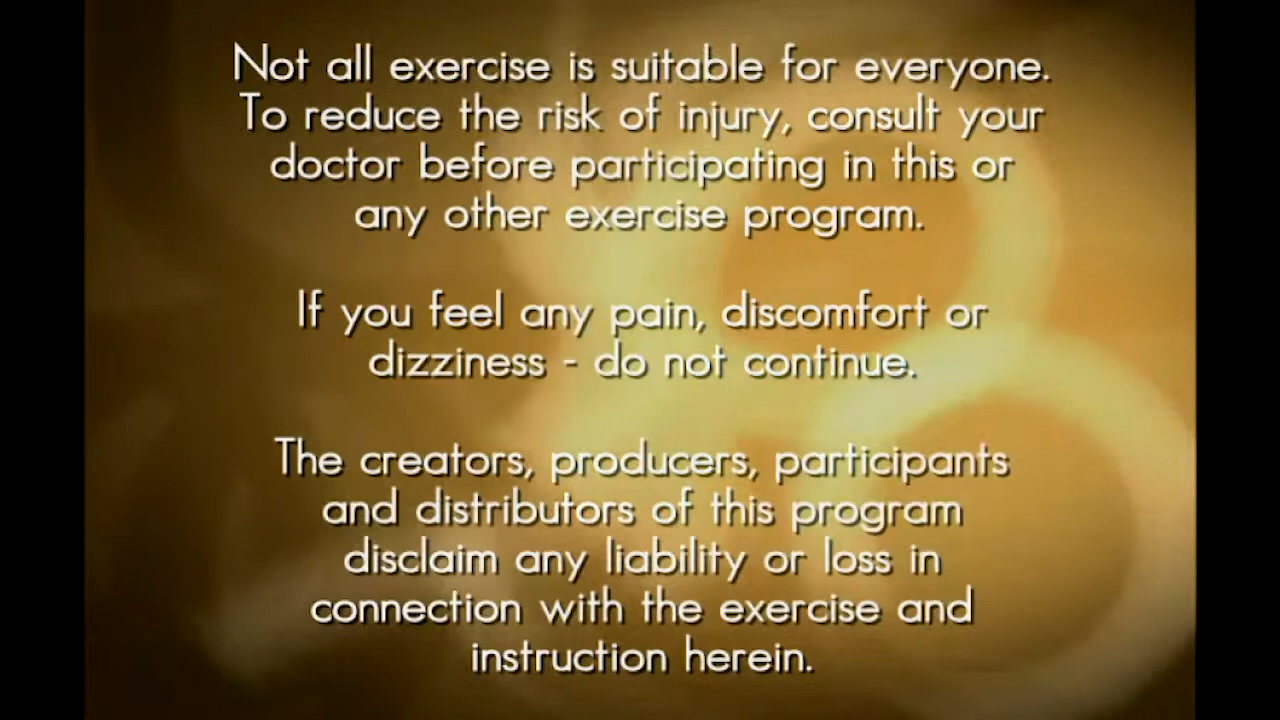 Not all exercise is suitable for everyone.
To reduce the risk of injury, consult your
doctor before participating in this or
any other exercise program.
If you feel any pain, discomfort or
dizziness - do not continue.
The creators, producers, participants
and distributors of this program
disclaim any liability or loss in
connection with the exercise and
instruction herein.